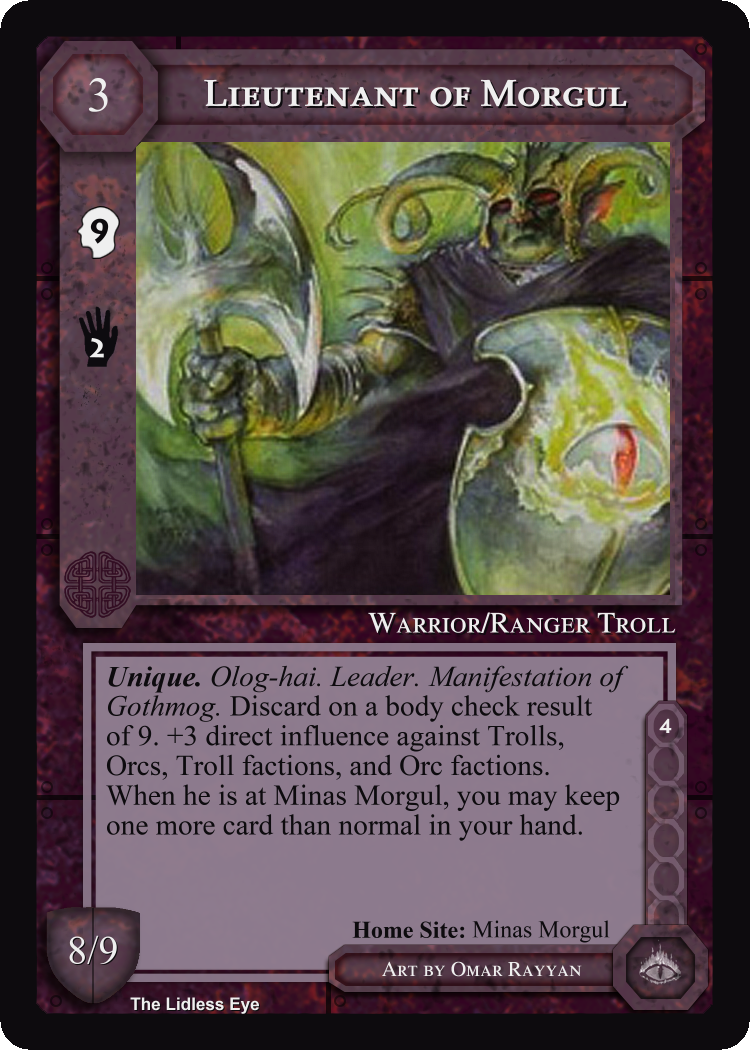 3
Lieutenant of Morgul
9
2
Warrior/Ranger Troll
Unique. Olog-hai. Leader. Manifestation of
Gothmog. Discard on a body check result
of 9. +3 direct influence against Trolls,
Orcs, Troll factions, and Orc factions.
When he is at Minas Morgul, you may keep
one more card than normal in your hand.
4
Home Site: Minas Morgul
8/9
Art by Omar Rayyan
The Lidless Eye